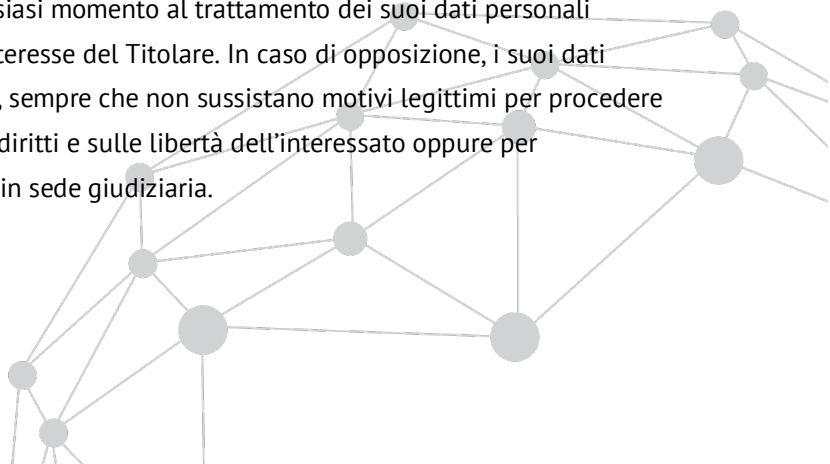 siasi momento al trattamento dei suoi dati personali
teresse del Titolare. In caso di opposizione, i suoi dati
, sempre che non sussistano motivi legittimi per procedere
diritti e sulle libertà dell’interessato oppure per
in sede giudiziaria.